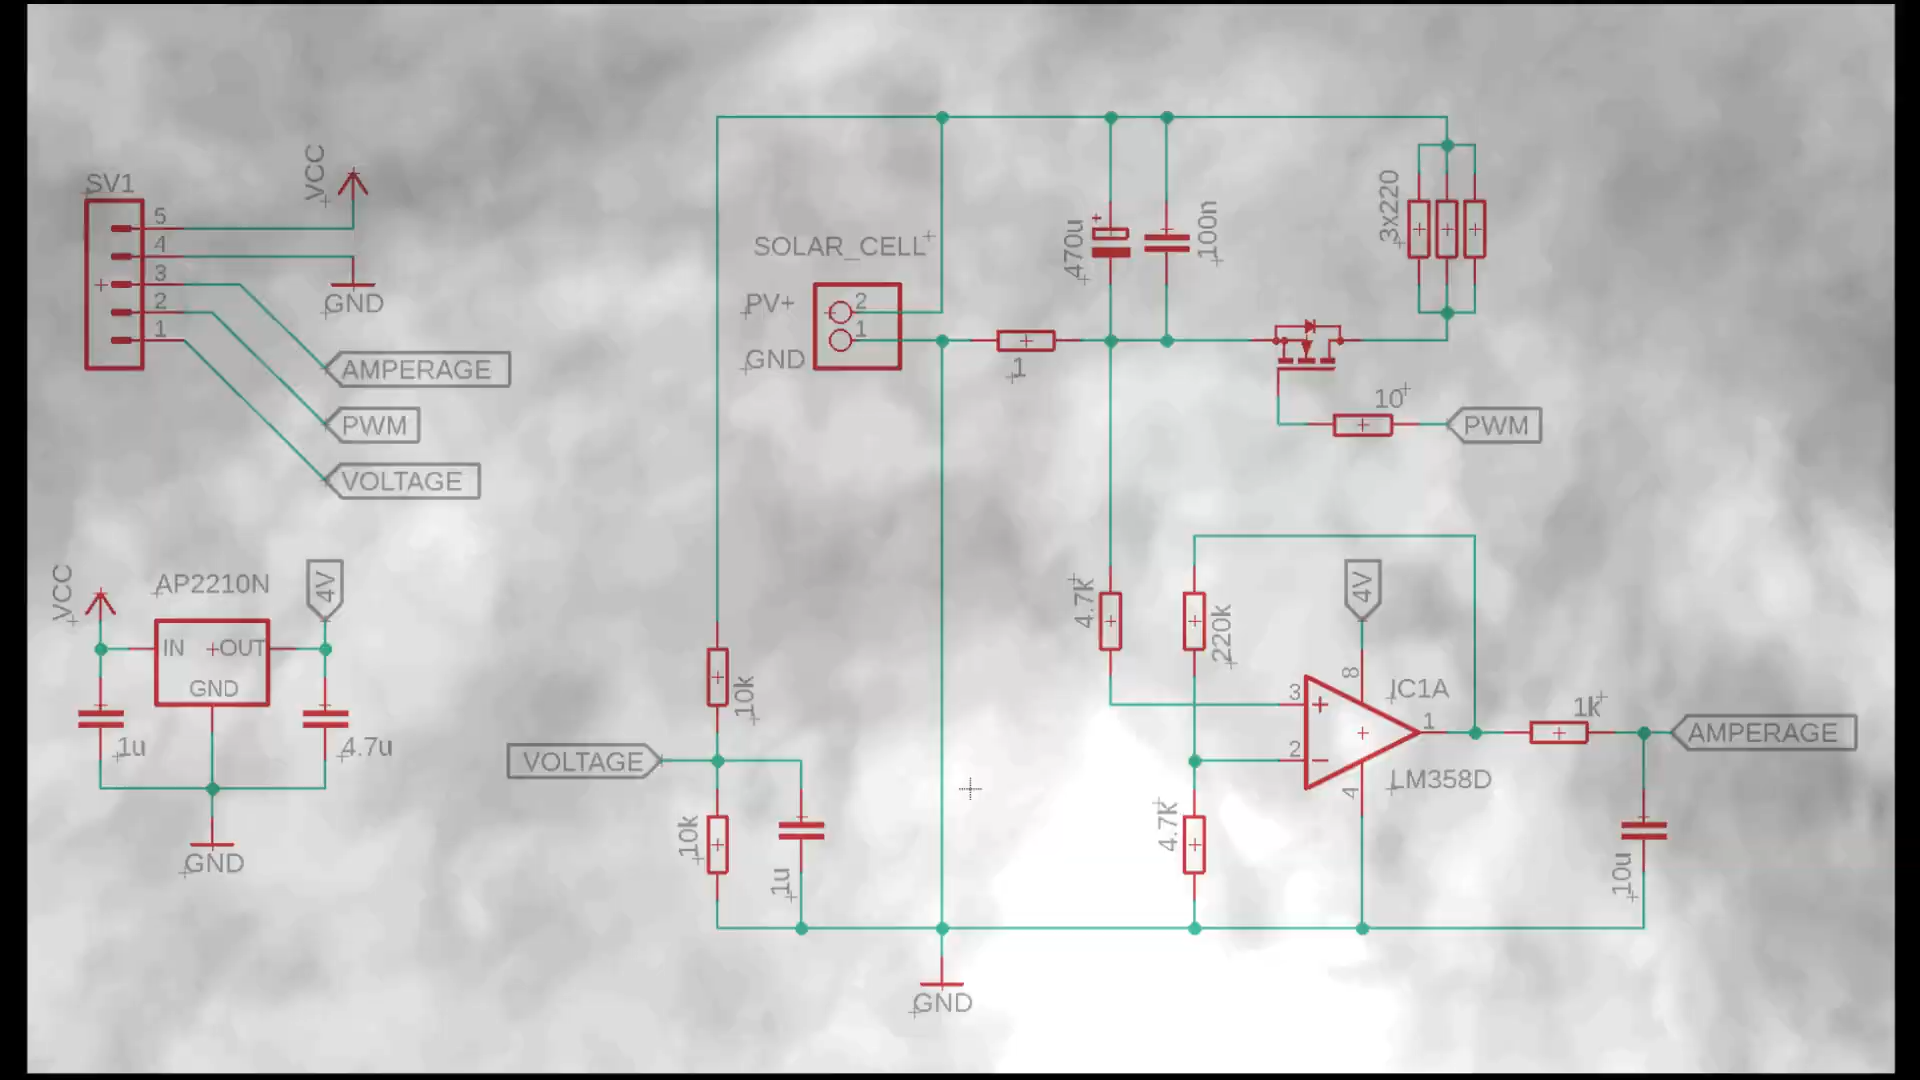 SV1
5
4
3
2
1
VCC
GND
AMPERAGE
PWM
VOLTAGE
VCC
AP2210N
4V
IN
OUT
GND
1u
4.7u
GND
SOLAR_CELL
PV+
2
1
GND
1
470u
100n
3x220
10
PWM
10k
VOLTAGE
10k
1u
GND
4.7k
220k
4V
8
3
2
1
4
IC1A
LM358D
4.7k
1k
AMPERAGE
10u